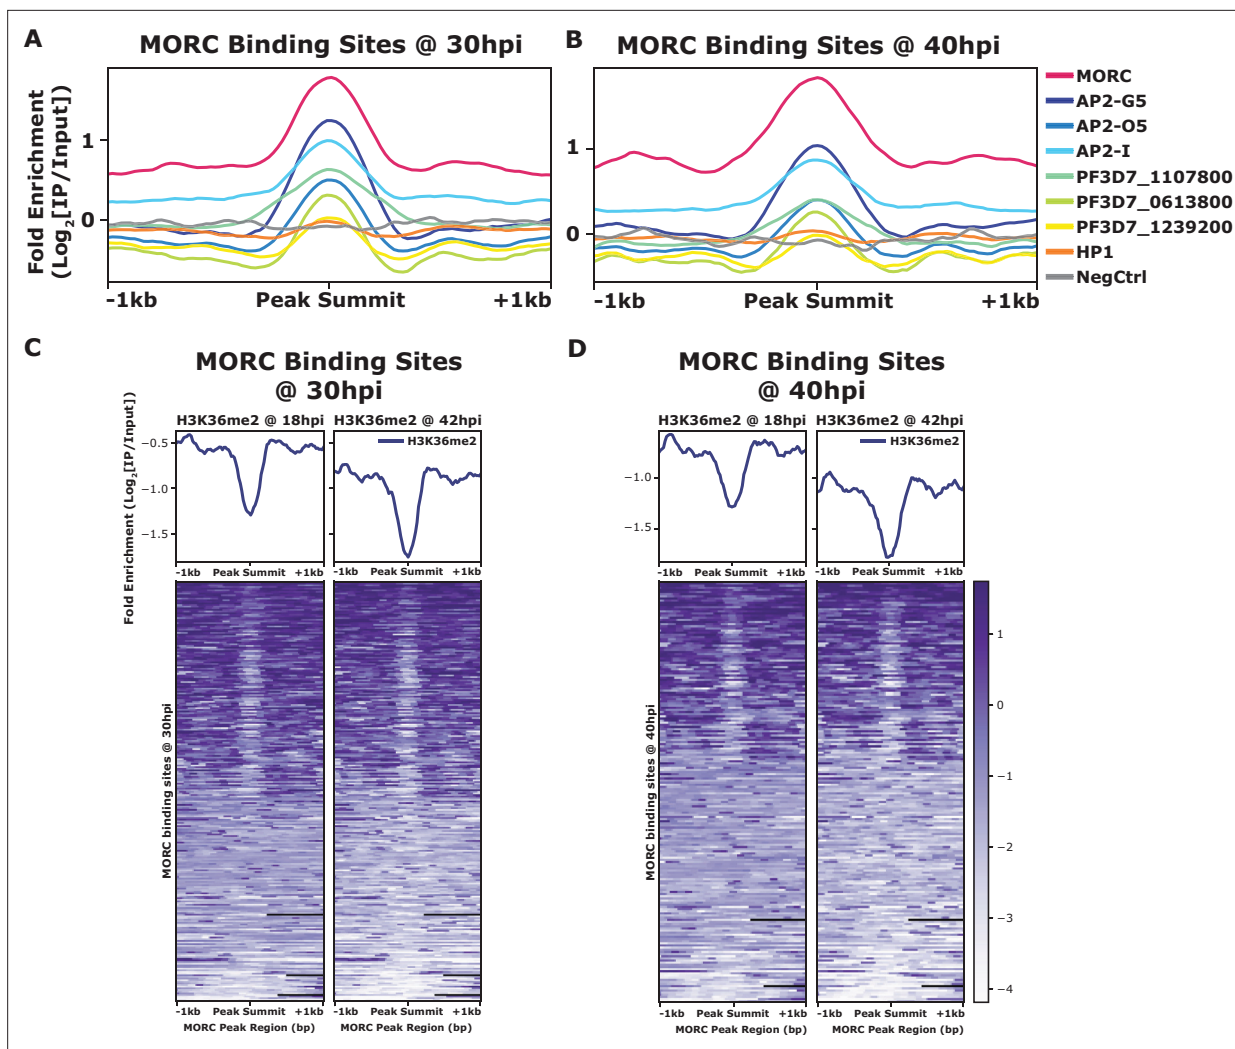 A
MORC Binding Sites @ 30hpi
Fold Enrichment
(Log2[IP/Input])
1
0
-1kb Peak Summit +1kb
B
MORC Binding Sites @ 40hpi
1
0
-1kb Peak Summit +1kb
MORC
AP2-G5
AP2-O5
AP2-I
PF3D7_1107800
PF3D7_0613800
PF3D7_1239200
HP1
NegCtrl
C
MORC Binding Sites
@ 30hpi
Fold Enrichment (Log2[IP/Input])
H3K36me2 @ 18hpi H3K36me2 @ 42hpi
H3K36me2
−0.5
−1.0
−1.5
-1kb Peak Summit +1kb -1kb Peak Summit +1kb
MORC binding sites @ 30hpi
-1kb Peak Summit +1kb -1kb Peak Summit +1kb
MORC Peak Region (bp) MORC Peak Region (bp)
D
MORC Binding Sites
@ 40hpi
H3K36me2 @ 18hpi H3K36me2 @ 42hpi
H3K36me2
−1.0
−1.5
-1kb Peak Summit +1kb -1kb Peak Summit +1kb
MORC binding sites @ 40hpi
-1kb Peak Summit +1kb -1kb Peak Summit +1kb
MORC Peak Region (bp) MORC Peak Region (bp)
1
0
−1
−2
−3
−4